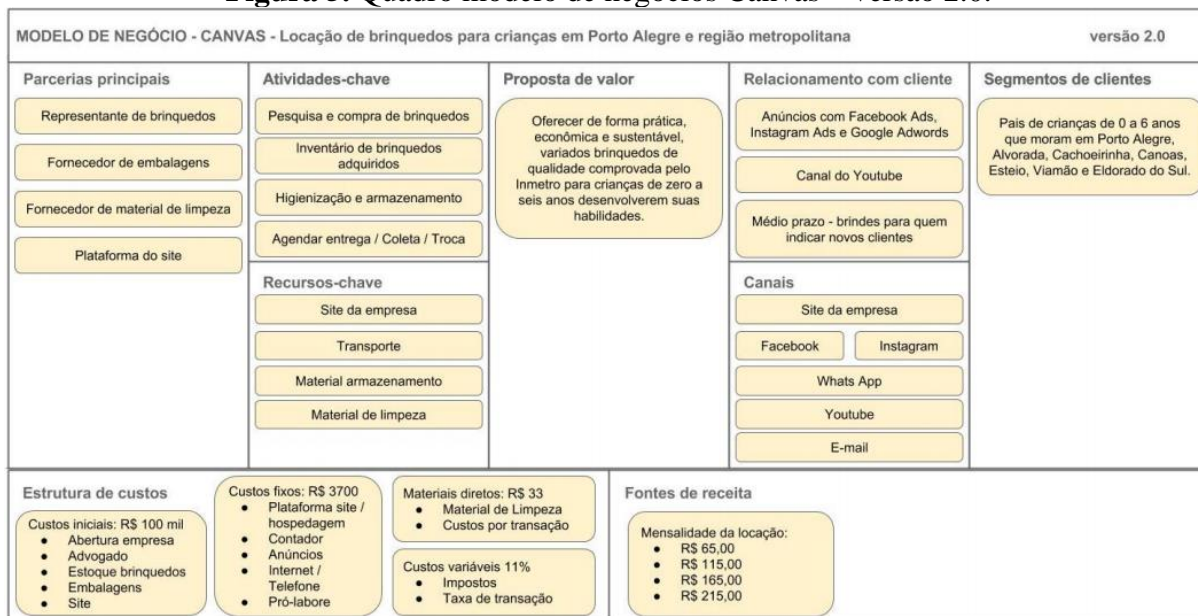 MODELO DE NEGÓCIO - CANVAS - Locação de brinquedos para crianças em Porto Alegre e região metropolitana
versão 2.0
Parcerias principais
Representante de brinquedos
Fornecedor de embalagens
Fornecedor de material de limpeza
Plataforma do site
Atividades-chave
Pesquisa e compra de brinquedos
Inventário de brinquedos
adquiridos
Higienização e armazenamento
Agendar entrega / Coleta / Troca
Recursos-chave
Site da empresa
Transporte
Material armazenamento
Material de limpeza
Proposta de valor
Oferecer de forma prática,
econômica e sustentável,
variados brinquedos de
qualidade comprovada pelo
Inmetro para crianças de zero a
seis anos desenvolverem suas
habilidades.
Relacionamento com cliente
Anúncios com Facebook Ads,
Instagram Ads e Google Adwords
Canal do Youtube
Médio prazo - brindes para quem
indicar novos clientes
Canais
Site da empresa
Facebook
Instagram
Whats App
Youtube
E-mail
Segmentos de clientes
Pais de crianças de 0 a 6 anos
que moram em Porto Alegre,
Alvorada, Cachoeirinha, Canoas,
Esteio, Viamão e Eldorado do Sul.
Estrutura de custos
Custos iniciais: R$ 100 mil
● Abertura empresa
● Advogado
● Estoque brinquedos
● Embalagens
● Site
Custos fixos: R$ 3700
● Plataforma site /
hospedagem
● Contador
● Anúncios
● Internet /
Telefone
● Pró-labore
Materiais diretos: R$ 33
● Material de Limpeza
● Custos por transação
Custos variáveis 11%
● Impostos
● Taxa de transação
Fontes de receita
Mensalidade da locação:
● R$ 65,00
● R$ 115,00
● R$ 165,00
● R$ 215,00